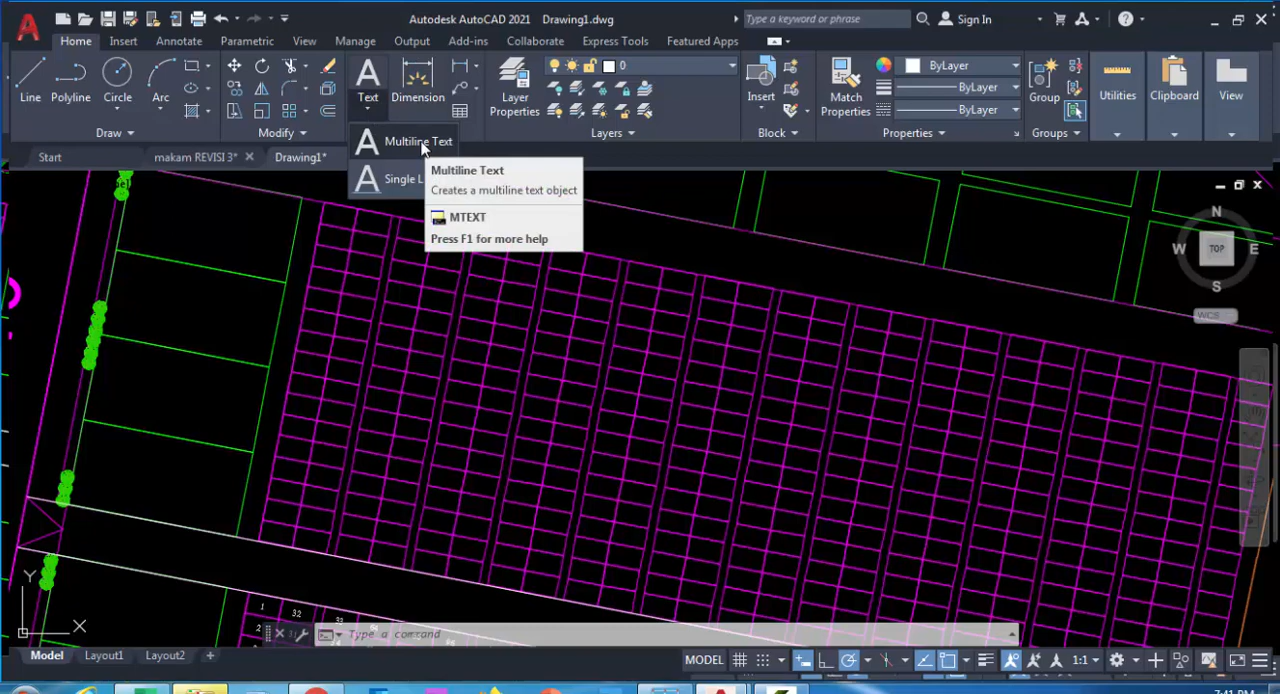 Autodesk AutoCAD 2021 Drawing1.dwg
Type a keyword or phrase
Sign In
Home Insert Annotate Parametric View Manage Output Add-ins Collaborate Express Tools Featured Apps
Line Polyline Circle Arc
Text Dimension
Layer Properties
0
Insert
Match Properties
ByLayer
ByLayer
ByLayer
Group
Utilities
Clipboard
View
Draw
Modify
Layers
Block
Properties
Groups
Multiline Text
Single L
Multiline Text
Creates a multiline text object
MTEXT
Press F1 for more help
Start
makam REVISI 3*
Drawing1*
N
W TOP E
S
WCS
Y
X
1 32
2
Type a command
Model Layout1 Layout2 +
MODEL
1:1
7:41 PM